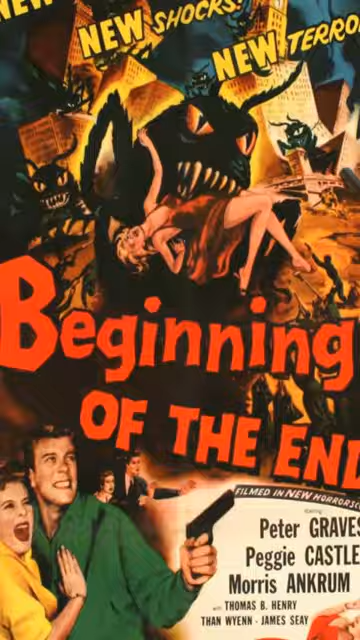 NEW
NEW SHOCKS!
NEW TERRO
Beginning
OF THE END
FILMED IN NEW HORRORSC
starring
Peter GRAVES
Peggie CASTLE
Morris ANKRUM
with THOMAS B. HENRY
THAN WYENN · JAMES SEAY